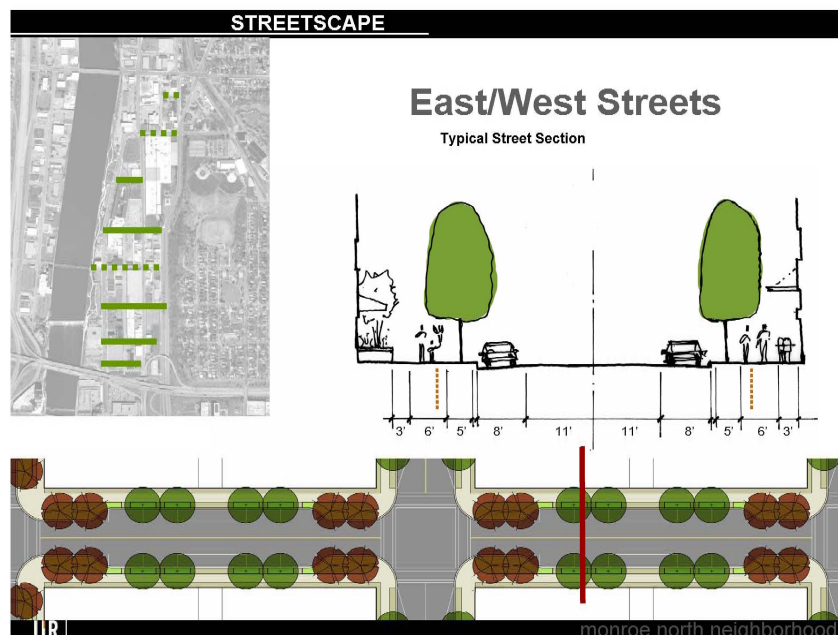 STREETSCAPE
East/West Streets
Typical Street Section
3' 6' 5' 8' 11' 11' 8' 5' 6' 3'
monroe north neighborhood